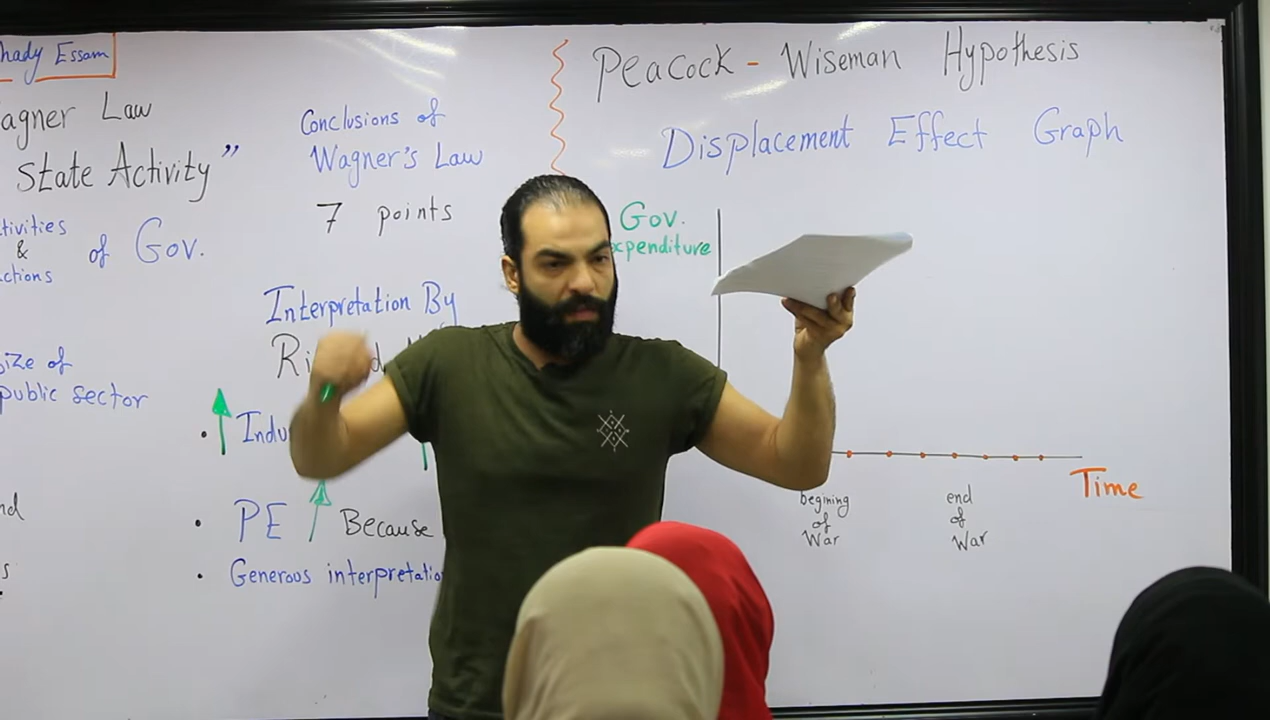 hady Essam
agner Law
State Activity”
tivities
&
ctions
of Gov.
size of
public sector
nd
s
Conclusions of
Wagner's Law
7 points
Interpretation By
Ri
• Indu
• PE Because
• Generous interpretatio
Peacock - Wiseman Hypothesis
Displacement Effect Graph
Gov.
xpenditure
Time
begining
of
War
end
of
War